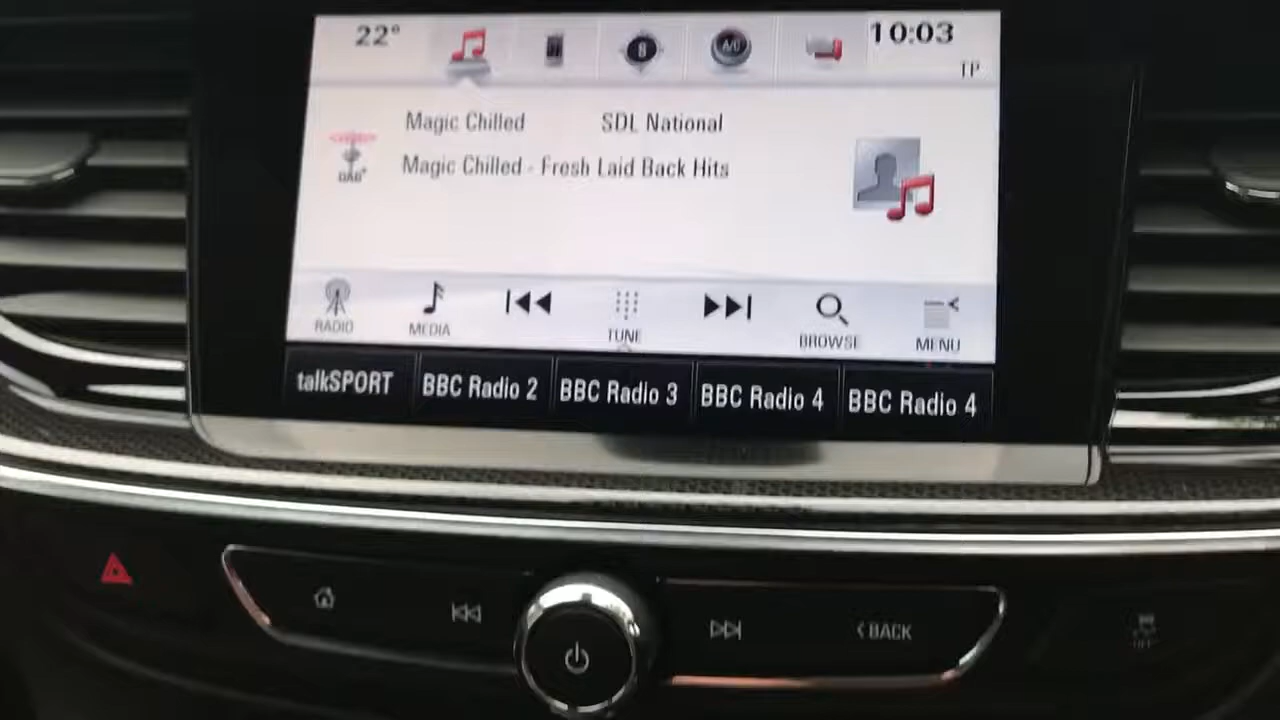 22° 10:03
TP
A/C
Magic Chilled SDL National
DAB+
Magic Chilled - Fresh Laid Back Hits
RADIO MEDIA TUNE BROWSE MENU
talkSPORT BBC Radio 2 BBC Radio 3 BBC Radio 4 BBC Radio 4
< BACK
OFF